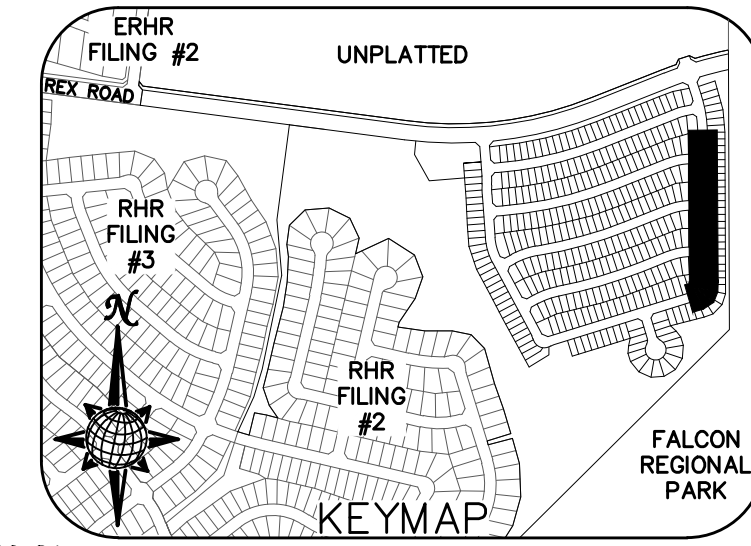 ERHR
FILING #2
UNPLATTED
REX ROAD
RHR
FILING
#3
N
RHR
FILING
#2
FALCON
REGIONAL
PARK
KEYMAP